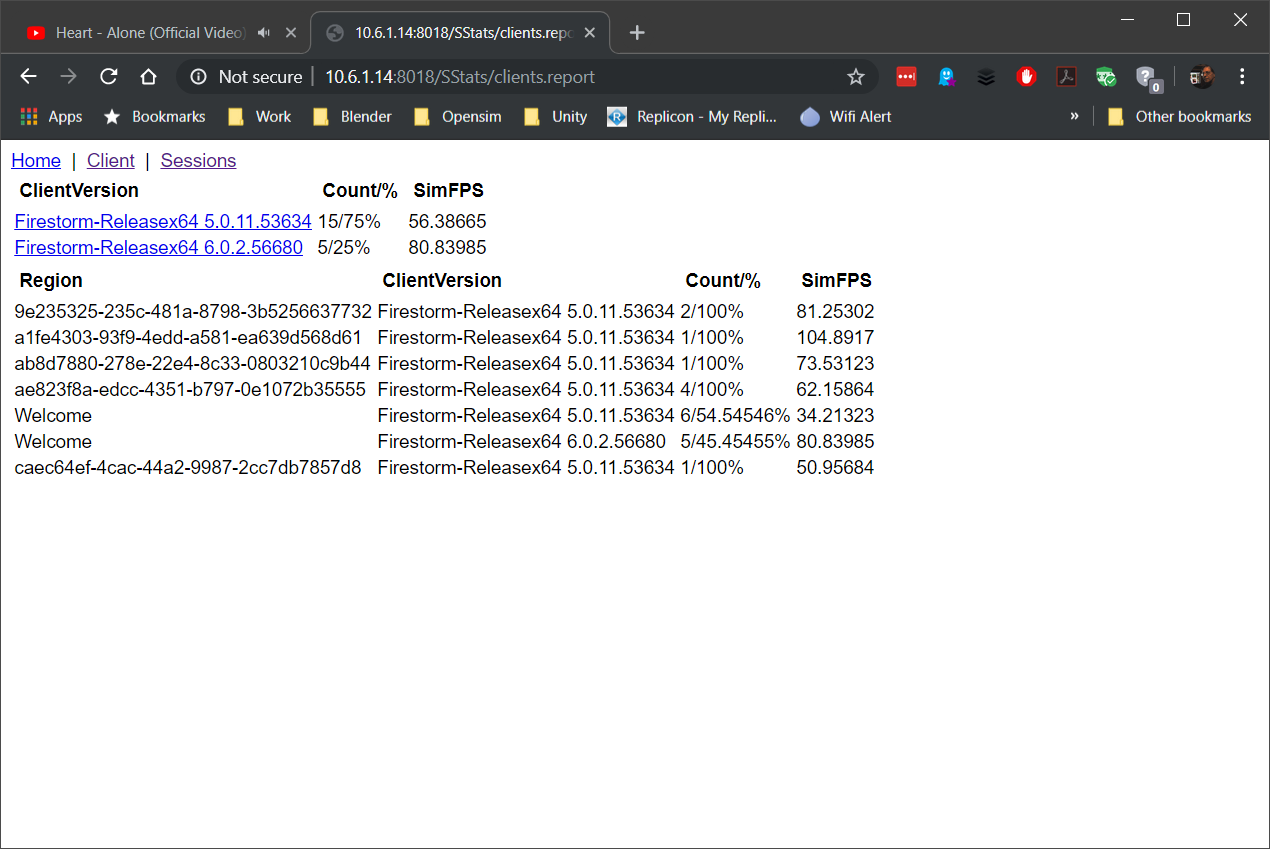 Heart - Alone (Official Video)
10.6.1.14:8018/SStats/clients.repo
Not secure | 10.6.1.14:8018/SStats/clients.report
0
Apps Bookmarks Work Blender Opensim Unity Replicon - My Repli... Wifi Alert » Other bookmarks
Home | Client | Sessions
ClientVersion Count/% SimFPS
Firestorm-Releasex64 5.0.11.53634 15/75% 56.38665
Firestorm-Releasex64 6.0.2.56680 5/25% 80.83985
Region ClientVersion Count/% SimFPS
9e235325-235c-481a-8798-3b5256637732 Firestorm-Releasex64 5.0.11.53634 2/100% 81.25302
a1fe4303-93f9-4edd-a581-ea639d568d61 Firestorm-Releasex64 5.0.11.53634 1/100% 104.8917
ab8d7880-278e-22e4-8c33-0803210c9b44 Firestorm-Releasex64 5.0.11.53634 1/100% 73.53123
ae823f8a-edcc-4351-b797-0e1072b35555 Firestorm-Releasex64 5.0.11.53634 4/100% 62.15864
Welcome Firestorm-Releasex64 5.0.11.53634 6/54.54546% 34.21323
Welcome Firestorm-Releasex64 6.0.2.56680 5/45.45455% 80.83985
caec64ef-4cac-44a2-9987-2cc7db7857d8 Firestorm-Releasex64 5.0.11.53634 1/100% 50.95684